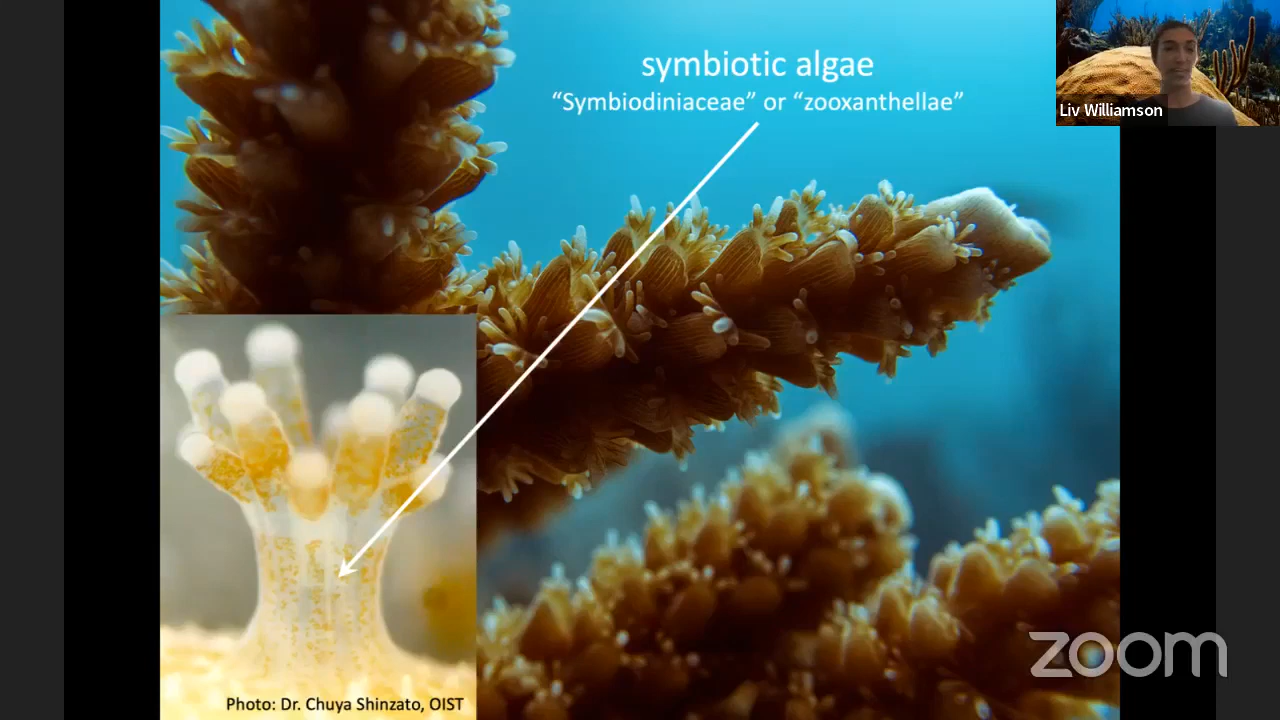 symbiotic algae
“Symbiodiniaceae” or “zooxanthellae”
Liv Williamson
Photo: Dr. Chuya Shinzato, OIST
zoom